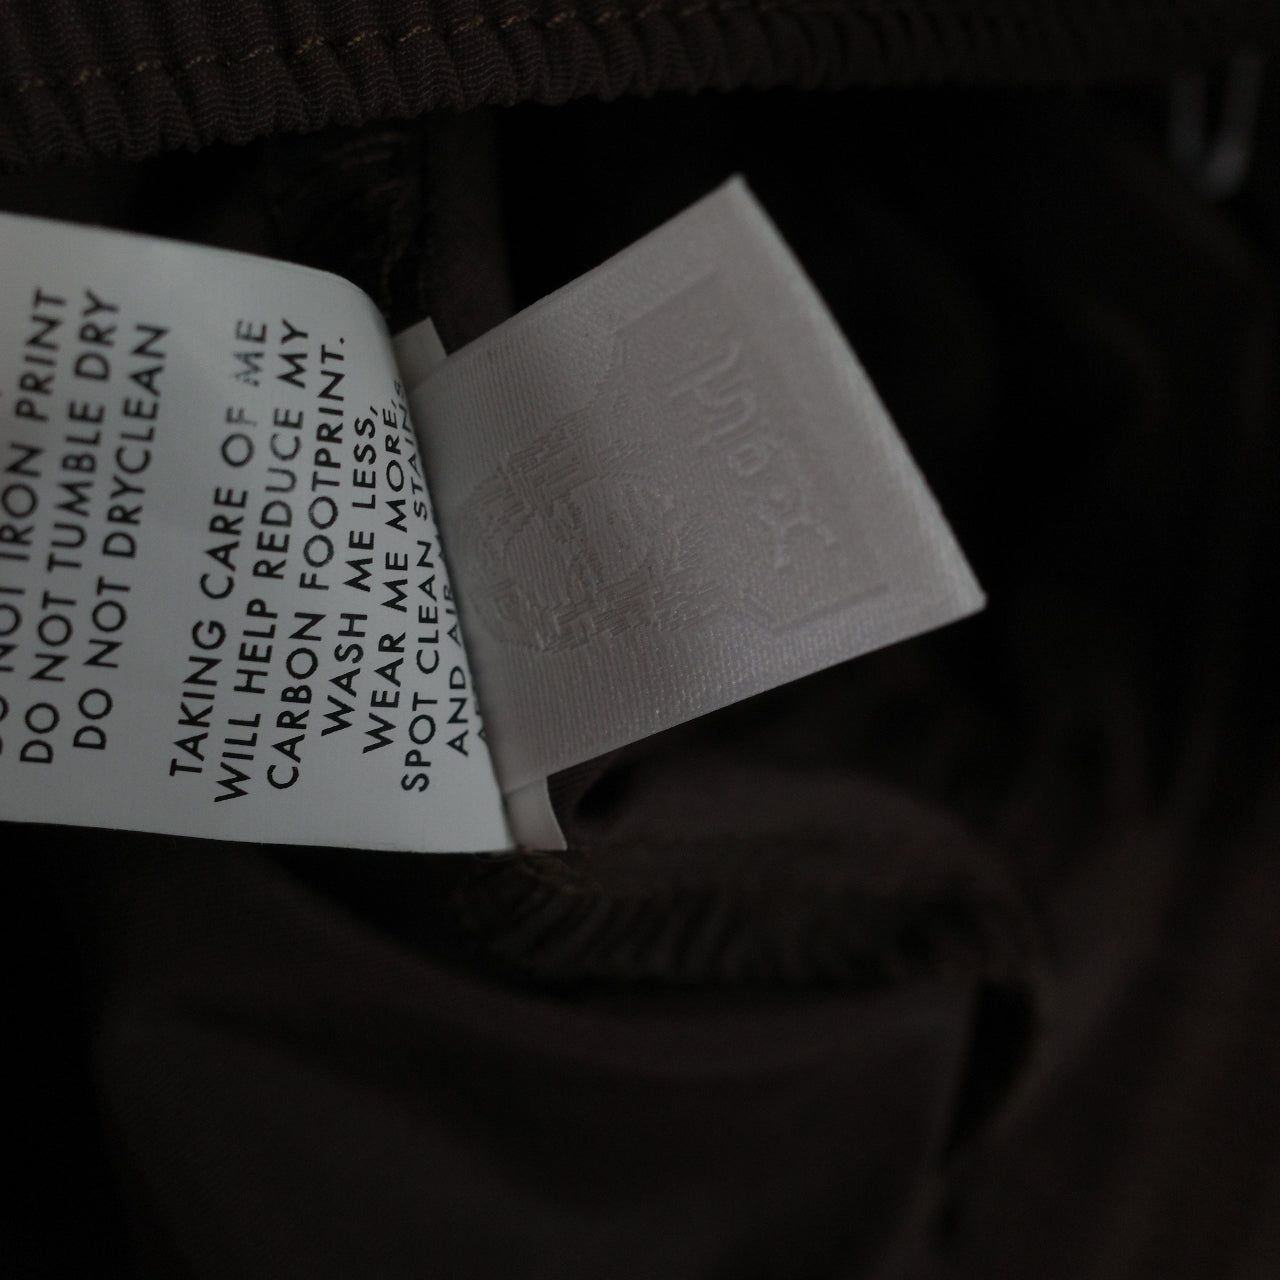 DO NOT IRON PRINT
DO NOT TUMBLE DRY
DO NOT DRYCLEAN
TAKING CARE OF ME
WILL HELP REDUCE MY
CARBON FOOTPRINT.
WASH ME LESS,
WEAR ME MORE,
SPOT CLEAN STAINS
AND AIR